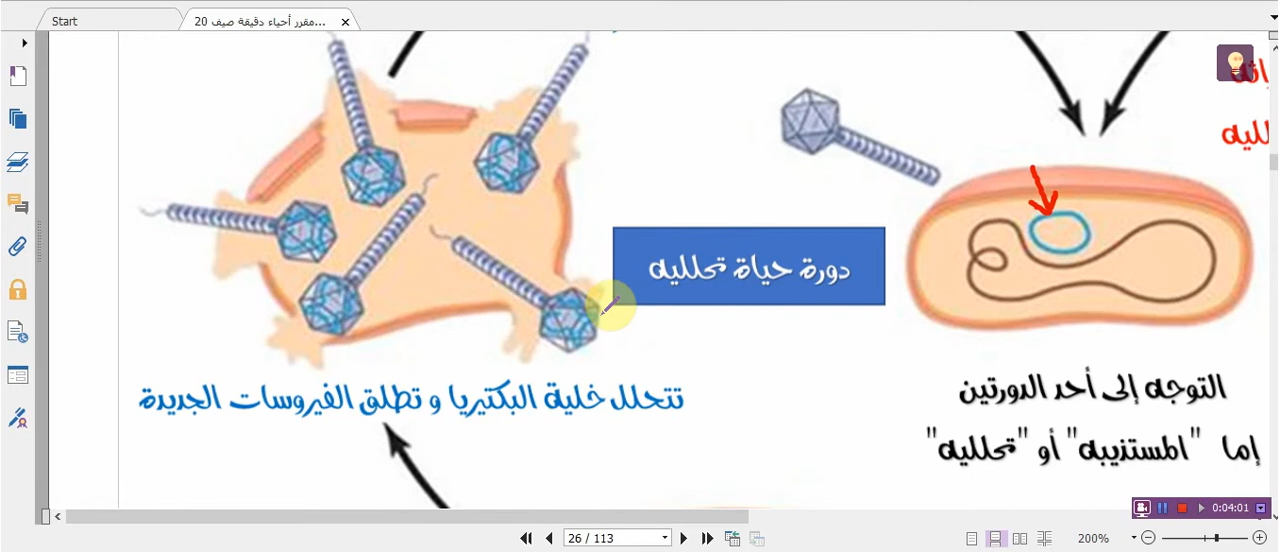 Start
مقرر أحياء دقيقة صيف 20...
دورة حياة تحلليه
تتحلل خلية البكتيريا و تطلق الفيروسات الجديدة
التوجه إلى أحد الدورتين
إما "المستذيبه" أو "تحلليه"
0:04:01
26 / 113
200%